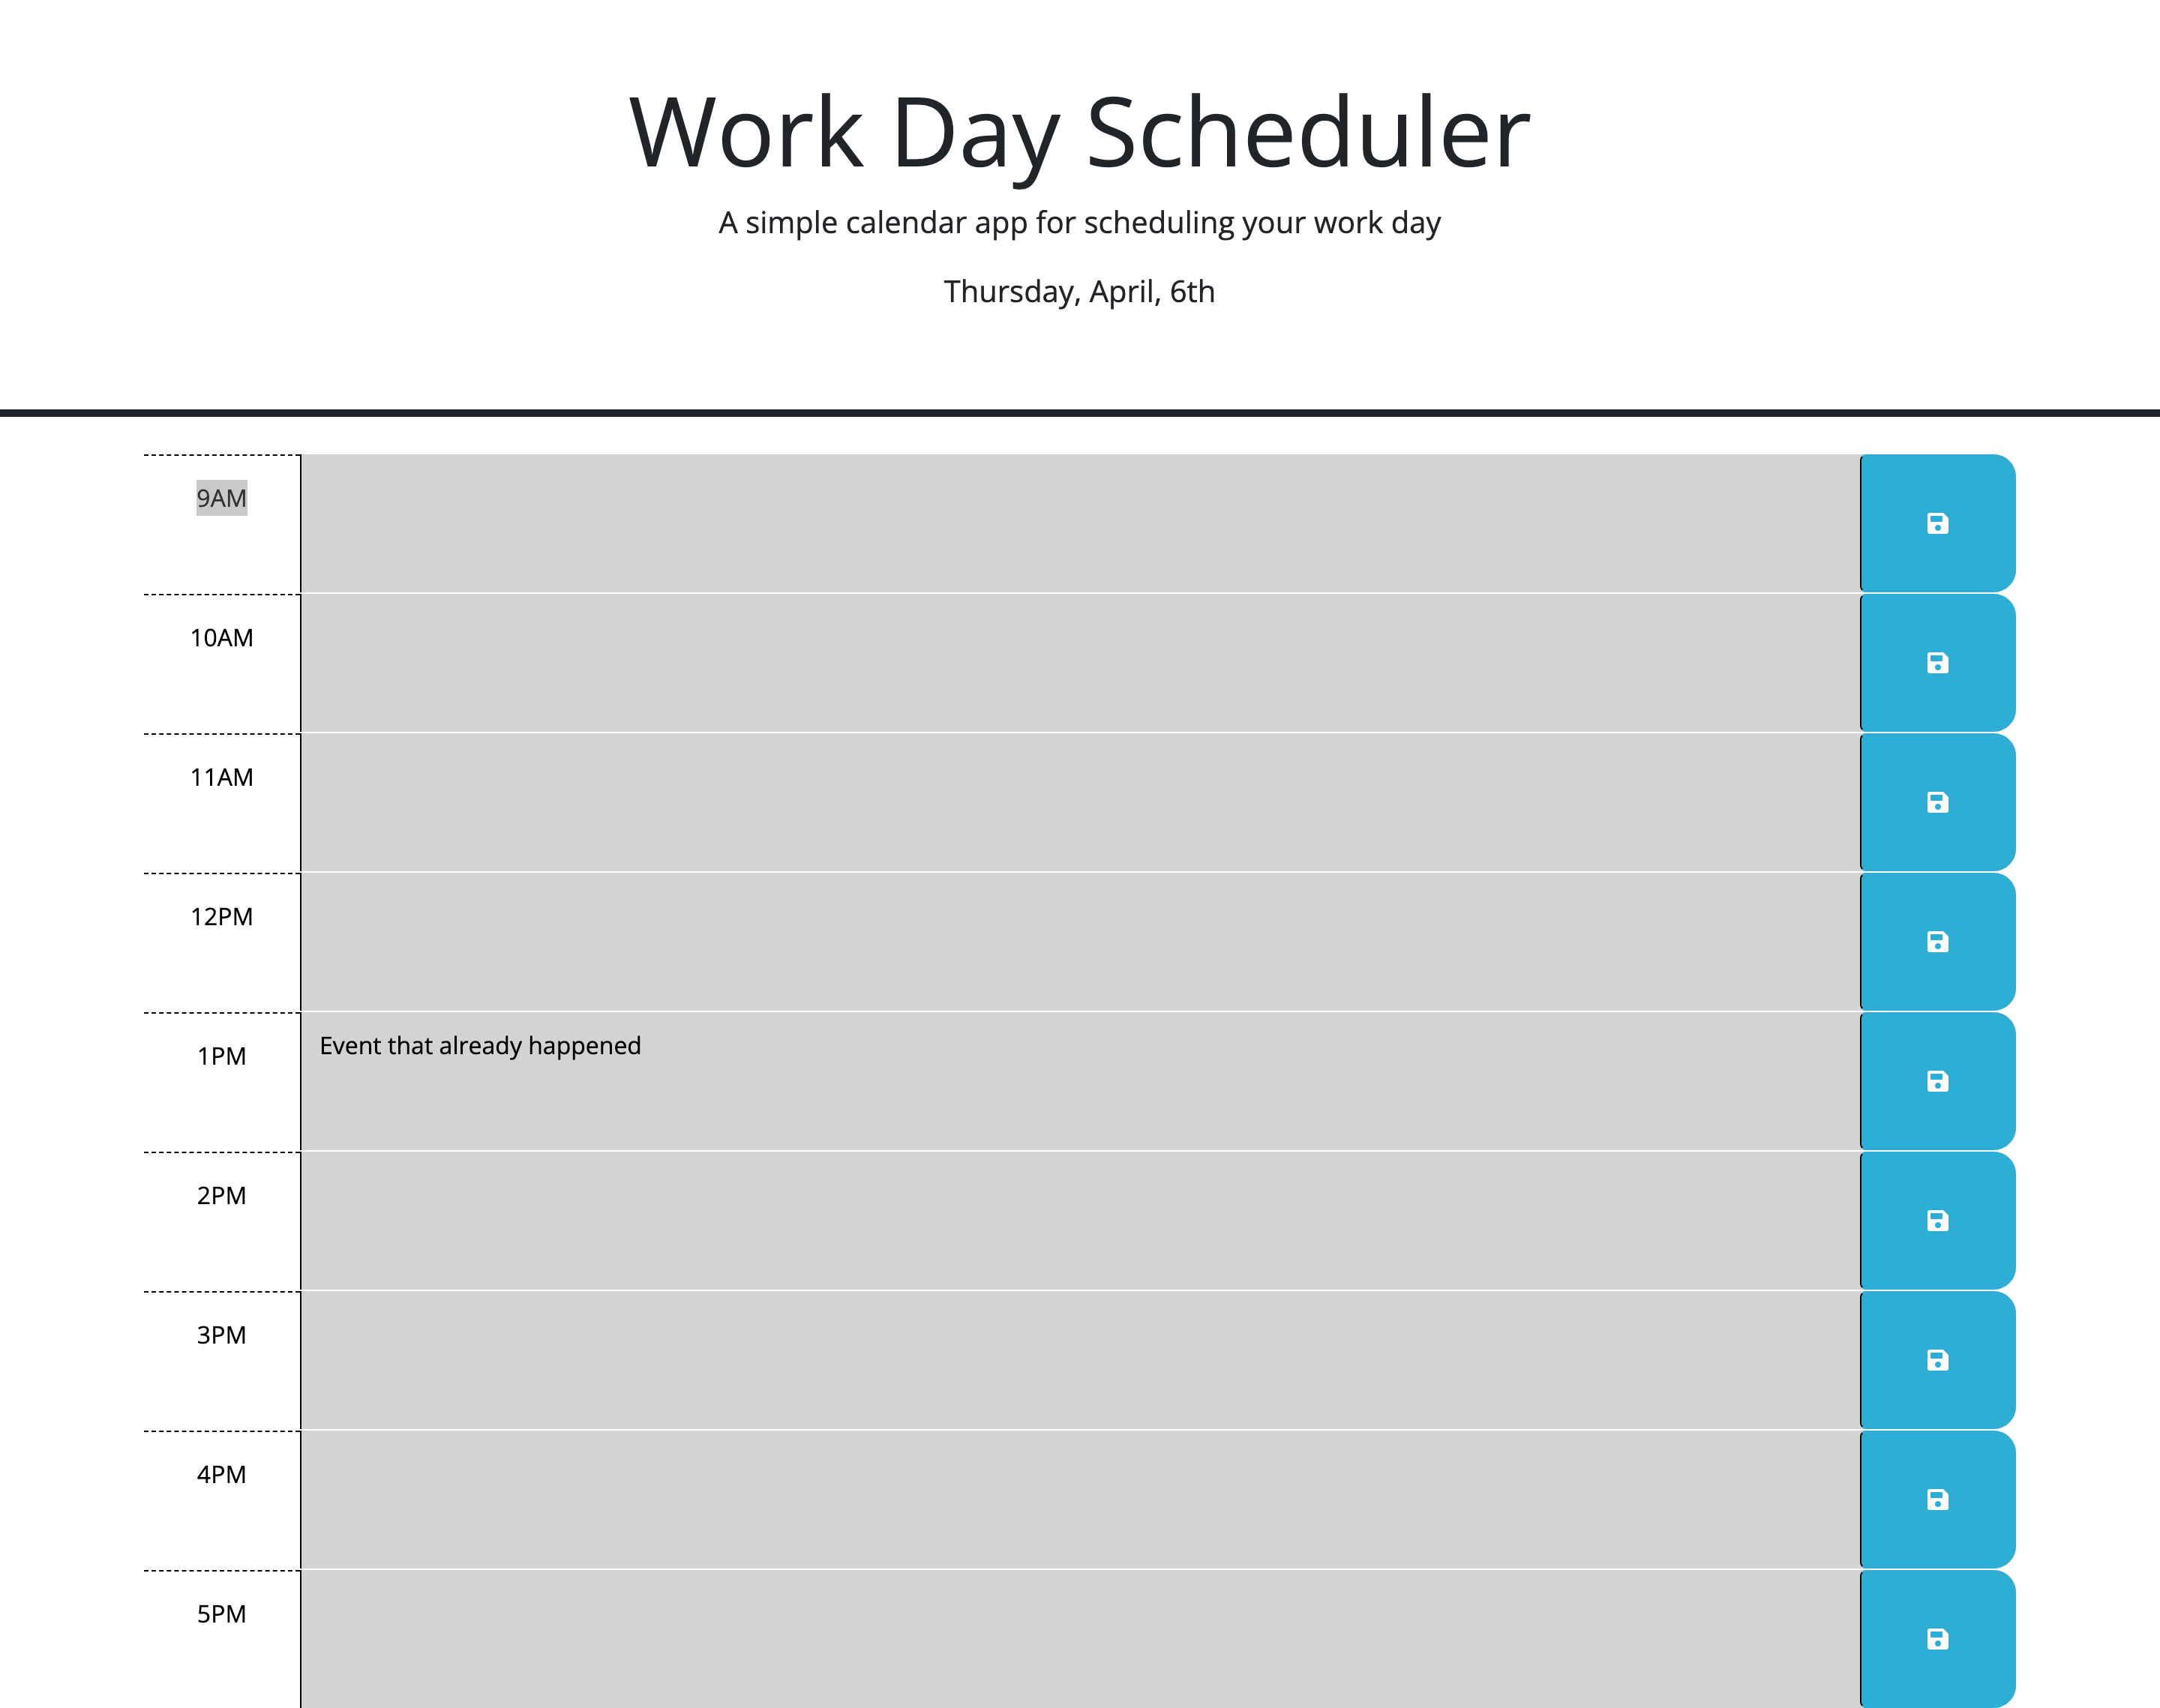 Work Day Scheduler
A simple calendar app for scheduling your work day
Thursday, April, 6th
9AM
10AM
11AM
12PM
1PM
Event that already happened
2PM
3PM
4PM
5PM